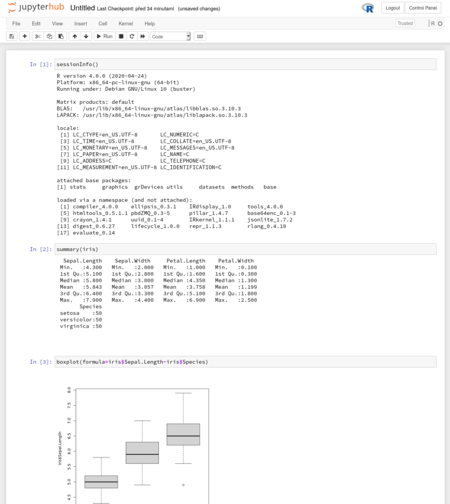 jupyterhub Untitled Last Checkpoint: před 34 minutami (unsaved changes) R Logout Control Panel
File Edit View Insert Cell Kernel Help Trusted R
Run Code
In [1]: sessionInfo()
R version 4.0.0 (2020-04-24)
Platform: x86_64-pc-linux-gnu (64-bit)
Running under: Debian GNU/Linux 10 (buster)
Matrix products: default
BLAS: /usr/lib/x86_64-linux-gnu/atlas/libblas.so.3.10.3
LAPACK: /usr/lib/x86_64-linux-gnu/atlas/liblapack.so.3.10.3
locale:
[1] LC_CTYPE=en_US.UTF-8 LC_NUMERIC=C
[3] LC_TIME=en_US.UTF-8 LC_COLLATE=en_US.UTF-8
[5] LC_MONETARY=en_US.UTF-8 LC_MESSAGES=en_US.UTF-8
[7] LC_PAPER=en_US.UTF-8 LC_NAME=C
[9] LC_ADDRESS=C LC_TELEPHONE=C
[11] LC_MEASUREMENT=en_US.UTF-8 LC_IDENTIFICATION=C
attached base packages:
[1] stats graphics grDevices utils datasets methods base
loaded via a namespace (and not attached):
[1] compiler_4.0.0 ellipsis_0.3.1 IRdisplay_1.0 tools_4.0.0
[5] htmltools_0.5.1.1 pbdZMQ_0.3-5 pillar_1.4.7 base64enc_0.1-3
[9] crayon_1.4.1 uuid_0.1-4 IRkernel_1.1.1 jsonlite_1.7.2
[13] digest_0.6.27 lifecycle_1.0.0 repr_1.1.3 rlang_0.4.10
[17] evaluate_0.14
In [2]: summary(iris)
Sepal.Length Sepal.Width Petal.Length Petal.Width
Min. :4.300 Min. :2.000 Min. :1.000 Min. :0.100
1st Qu.:5.100 1st Qu.:2.800 1st Qu.:1.600 1st Qu.:0.300
Median :5.800 Median :3.000 Median :4.350 Median :1.300
Mean :5.843 Mean :3.057 Mean :3.758 Mean :1.199
3rd Qu.:6.400 3rd Qu.:3.300 3rd Qu.:5.100 3rd Qu.:1.800
Max. :7.900 Max. :4.400 Max. :6.900 Max. :2.500
Species
setosa :50
versicolor:50
virginica :50
In [3]: boxplot(formula=iris$Sepal.Length~iris$Species)
8.0
7.5
7.0
6.5
6.0
5.5
5.0
4.5
iris$Sepal.Length